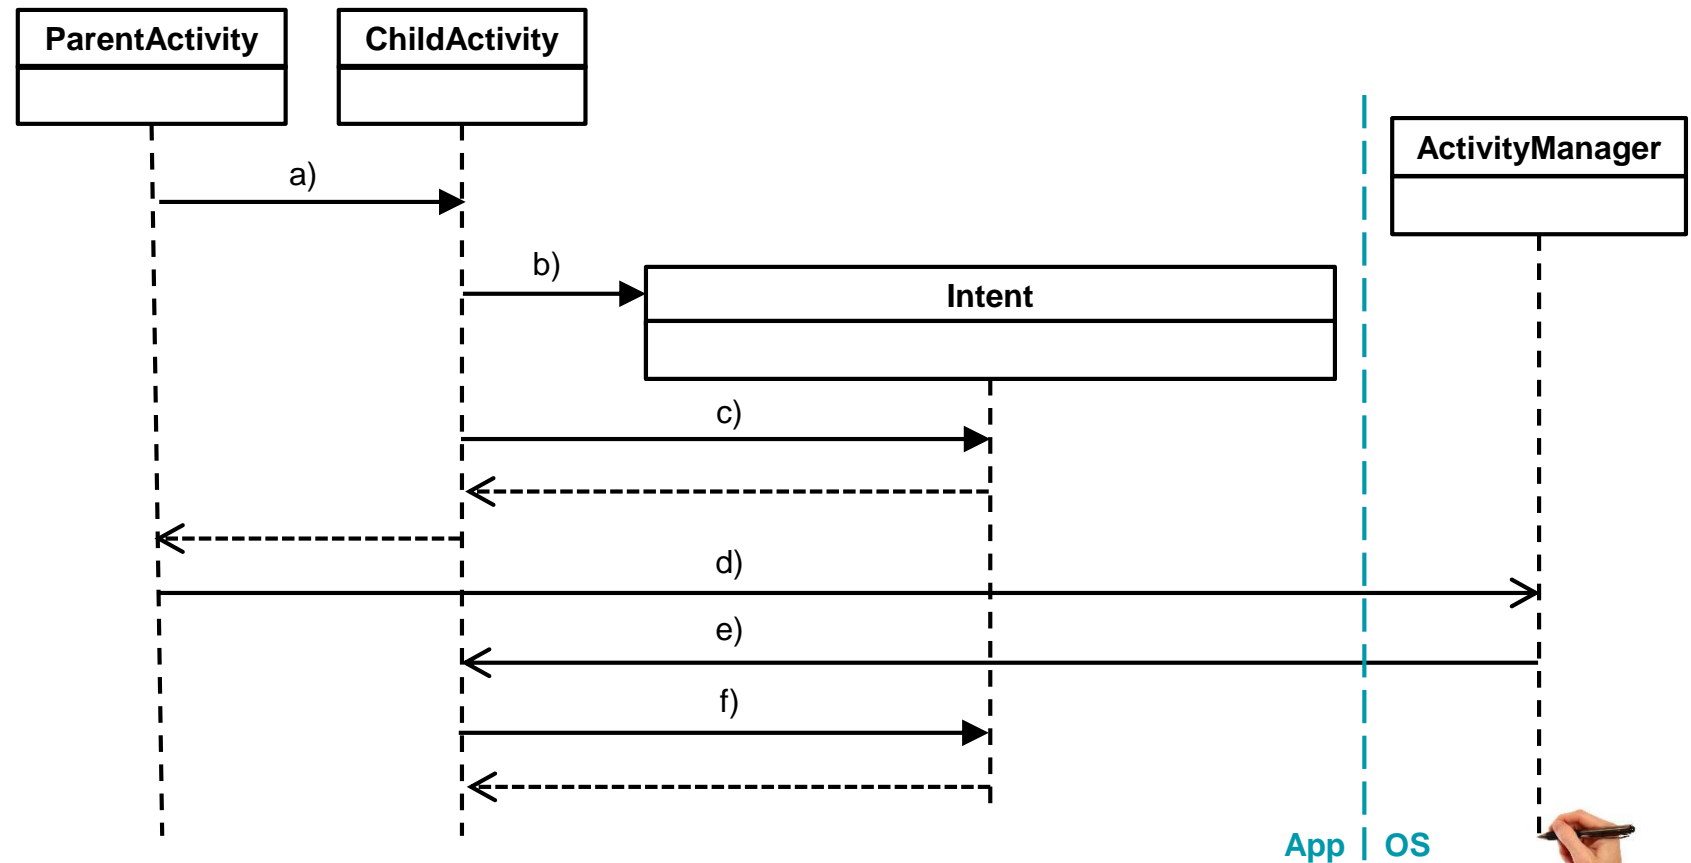 ParentActivity
ChildActivity
ActivityManager
a)
b)
Intent
c)
d)
e)
f)
App
OS